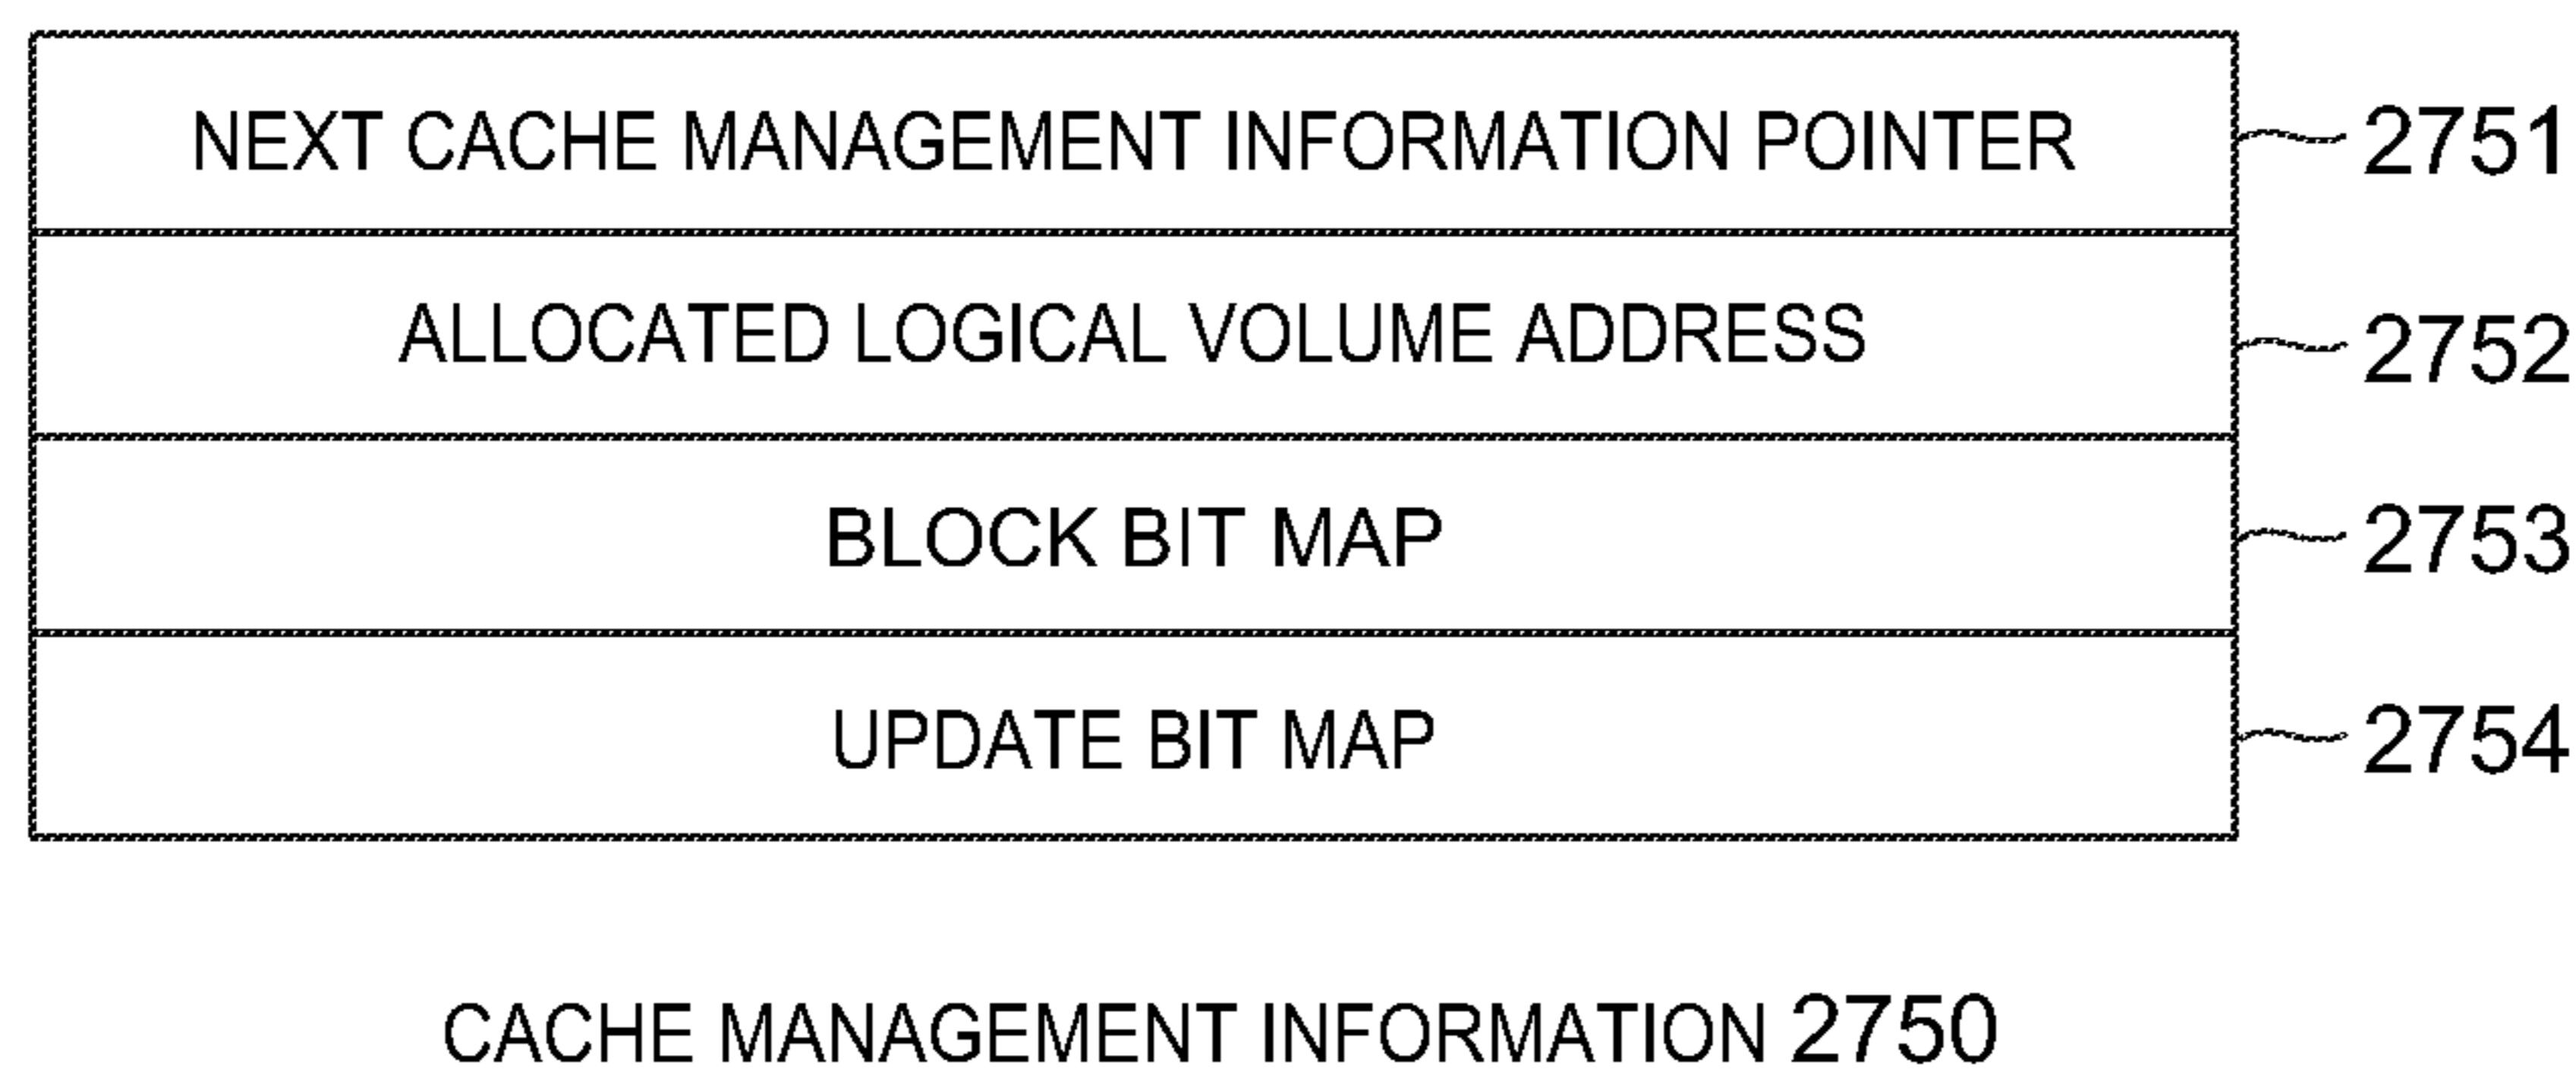 NEXT CACHE MANAGEMENT INFORMATION POINTER 2751
ALLOCATED LOGICAL VOLUME ADDRESS 2752
BLOCK BIT MAP 2753
UPDATE BIT MAP 2754
CACHE MANAGEMENT INFORMATION 2750